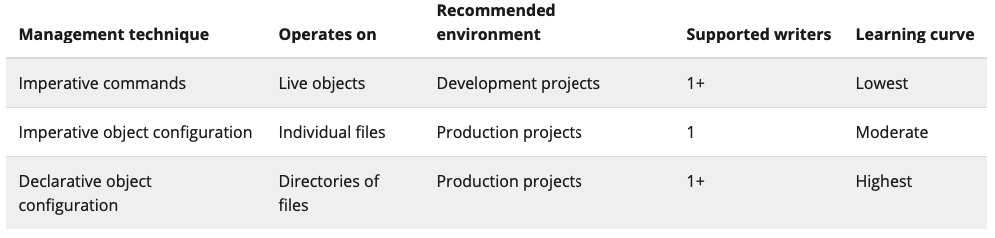 Management technique Operates on Recommended environment Supported writers Learning curve
Imperative commands Live objects Development projects 1+ Lowest
Imperative object configuration Individual files Production projects 1 Moderate
Declarative object configuration Directories of files Production projects 1+ Highest